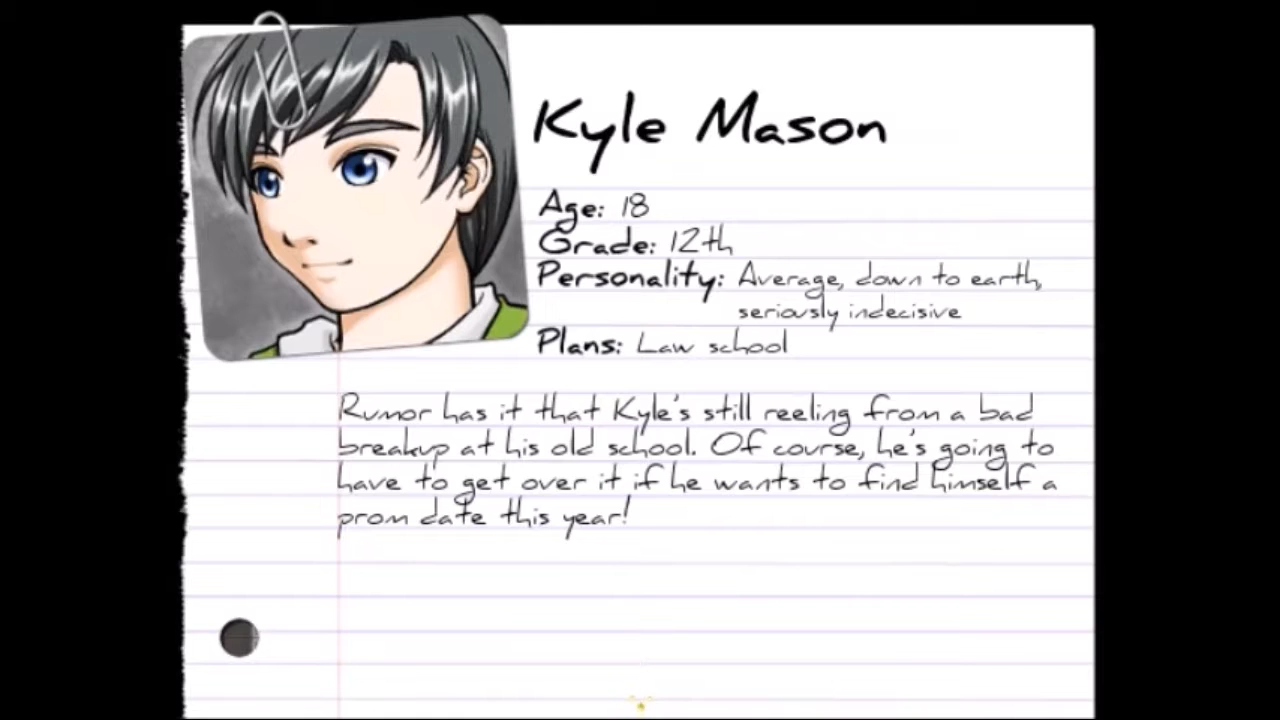 Kyle Mason
Age: 18
Grade: 12th
Personality: Average, down to earth,
seriously indecisive
Plans: Law school
Rumor has it that Kyle's still reeling from a bad
breakup at his old school. Of course, he's going to
have to get over it if he wants to find himself a
prom date this year!